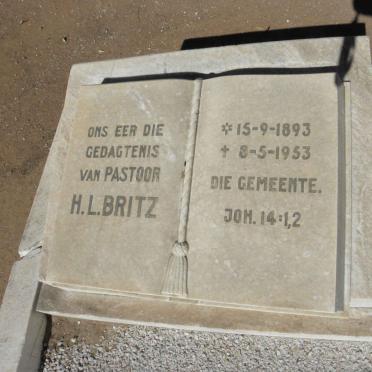 ONS EER DIE
GEDAGTENIS
VAN PASTOOR
H.L.BRITZ
✡ 15-9-1893
✝ 8-5-1953
DIE GEMEENTE.
JOH. 14:1,2